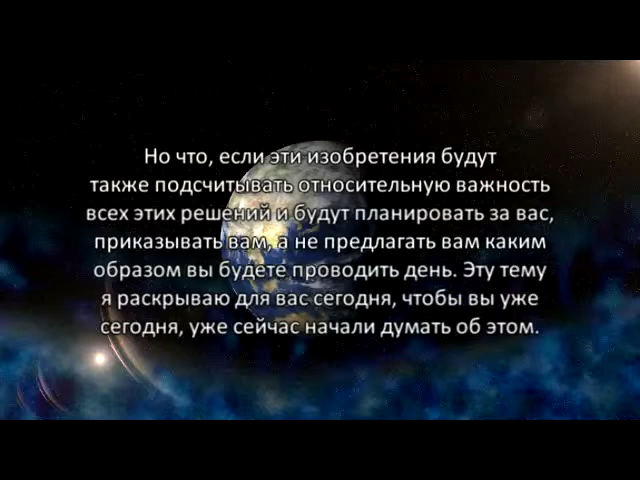 Но что, если эти изобретения будут
также подсчитывать относительную важность
всех этих решений и будут планировать за вас,
приказывать вам, а не предлагать вам каким
образом вы будете проводить день. Эту тему
я раскрываю для вас сегодня, чтобы вы уже
сегодня, уже сейчас начали думать об этом.